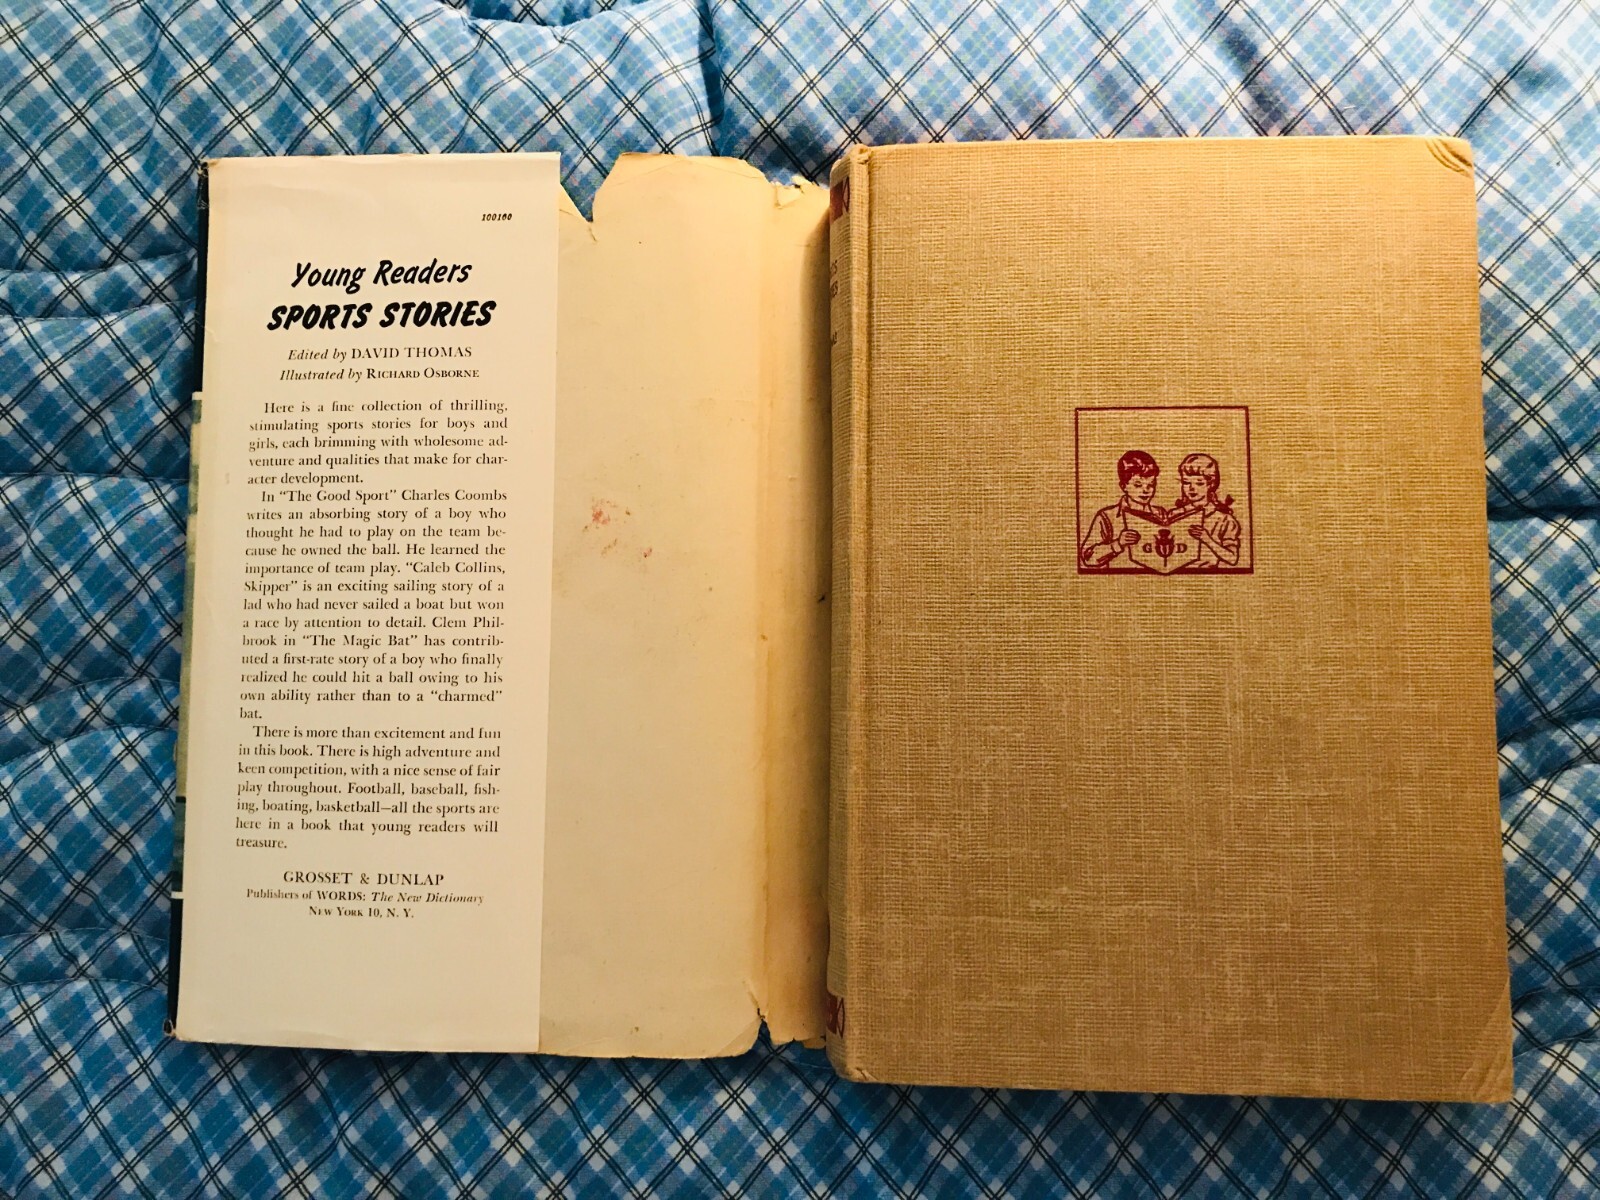 100160
Young Readers
SPORTS STORIES
Edited by DAVID THOMAS
Illustrated by RICHARD OSBORNE
Here is a fine collection of thrilling,
stimulating sports stories for boys and
girls, each brimming with wholesome ad-
venture and qualities that make for char-
acter development.
In "The Good Sport" Charles Coombs
writes an absorbing story of a boy who
thought he had to play on the team be-
cause he owned the ball. He learned the
importance of team play. "Caleb Collins,
Skipper" is an exciting sailing story of a
lad who had never sailed a boat but won
a race by attention to detail. Clem Phil-
brook in "The Magic Bat" has contrib-
uted a first-rate story of a boy who finally
realized he could hit a ball owing to his
own ability rather than to a "charmed"
bat.
There is more than excitement and fun
in this book. There is high adventure and
keen competition, with a nice sense of fair
play throughout. Football, baseball, fish-
ing, boating, basketball—all the sports are
here in a book that young readers will
treasure.
GROSSET & DUNLAP
Publishers of WORDS: The New Dictionary
NEW YORK 10, N. Y.
G D